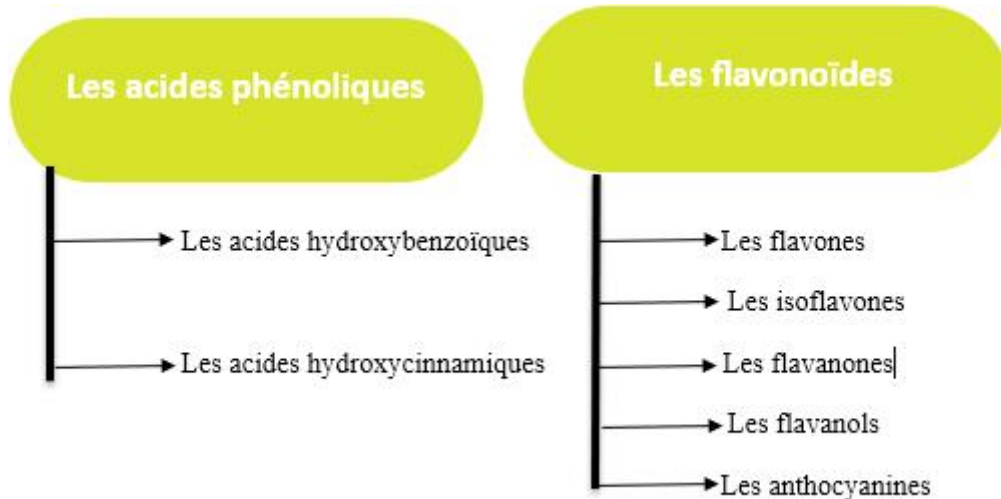 Les acides phénoliques
Les acides hydroxybenzoïques
Les acides hydroxycinnamiques
Les flavonoïdes
Les flavones
Les isoflavones
Les flavanones
Les flavanols
Les anthocyanines